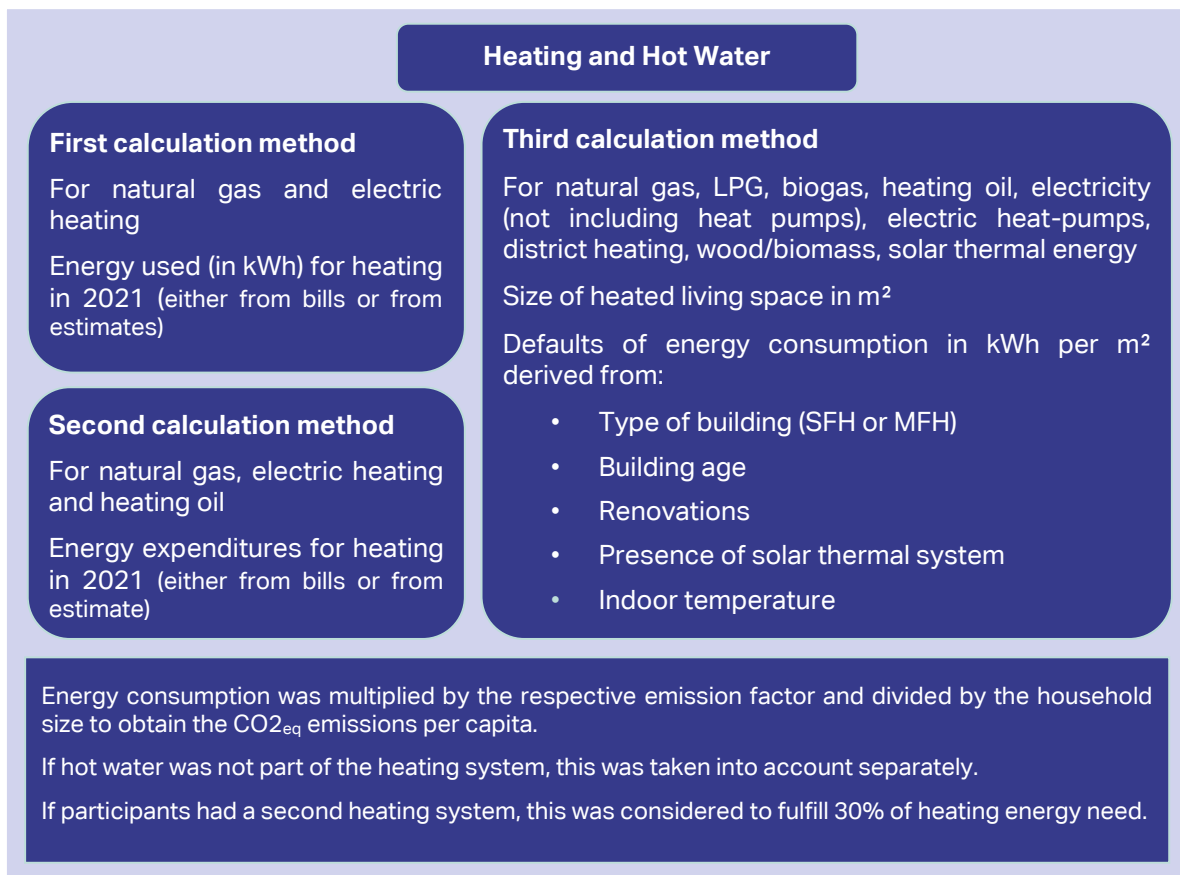 Heating and Hot Water
First calculation method
For natural gas and electric
heating
Energy used (in kWh) for heating
in 2021 (either from bills or from
estimates)
Second calculation method
For natural gas, electric heating
and heating oil
Energy expenditures for heating
in 2021 (either from bills or from
estimate)
Third calculation method
For natural gas, LPG, biogas, heating oil, electricity
(not including heat pumps), electric heat-pumps,
district heating, wood/biomass, solar thermal energy
Size of heated living space in m²
Defaults of energy consumption in kWh per m²
derived from:
• Type of building (SFH or MFH)
• Building age
• Renovations
• Presence of solar thermal system
• Indoor temperature
Energy consumption was multiplied by the respective emission factor and divided by the household
size to obtain the CO2eq emissions per capita.
If hot water was not part of the heating system, this was taken into account separately.
If participants had a second heating system, this was considered to fulfill 30% of heating energy need.